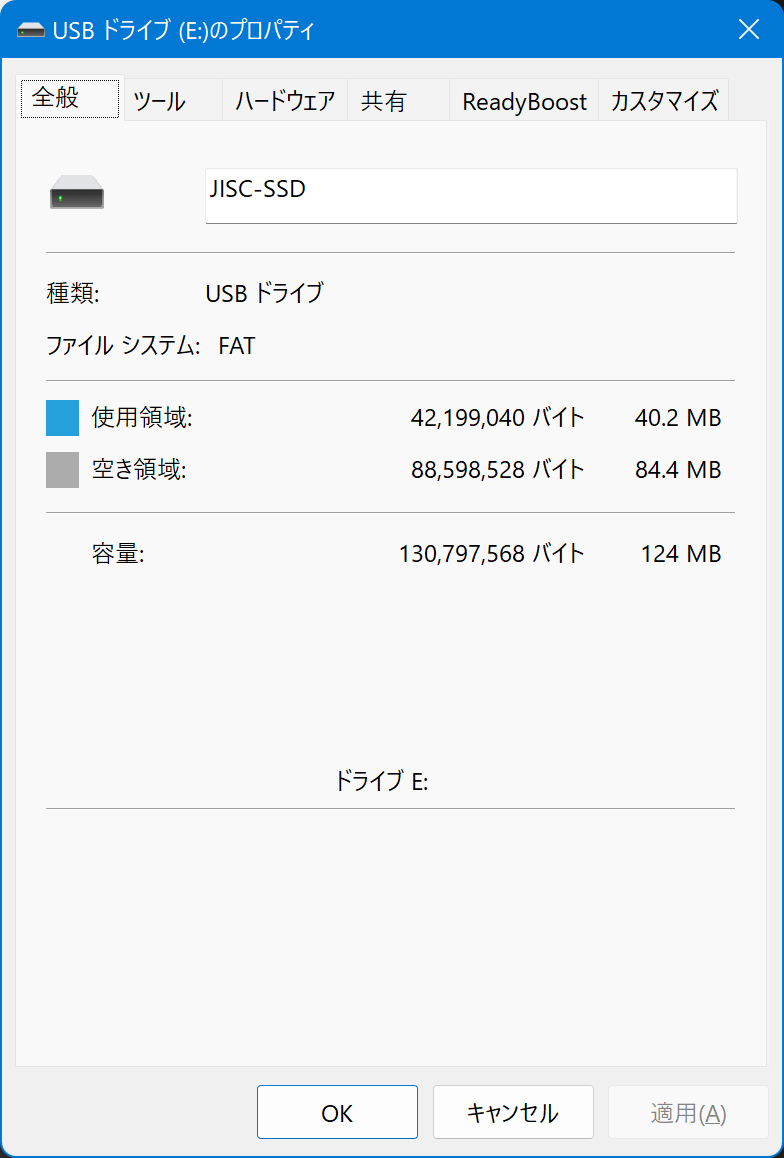 USB ドライブ (E:)のプロパティ
全般 ツール ハードウェア 共有 ReadyBoost カスタマイズ
JISC-SSD
種類: USB ドライブ
ファイル システム: FAT
使用領域: 42,199,040 バイト 40.2 MB
空き領域: 88,598,528 バイト 84.4 MB
容量: 130,797,568 バイト 124 MB
ドライブ E:
OK キャンセル 適用(A)